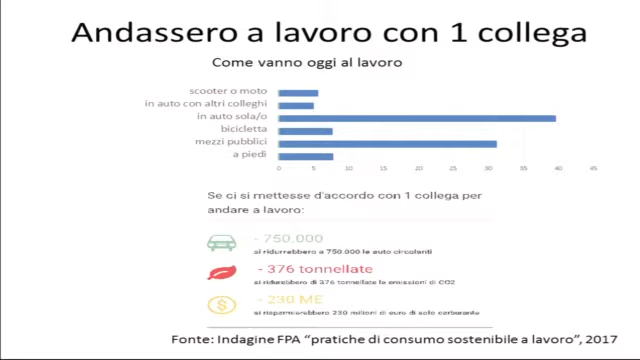 Andassero a lavoro con 1 collega
Come vanno oggi al lavoro
scooter o moto
in auto con altri colleghi
in auto sola/o
bicicletta
mezzi pubblici
a piedi
0 5 10 15 20 25 30 35 40 45
Se ci si mettesse d'accordo con 1 collega per
andare a lavoro:
- 750.000
si ridurrebbero a 750.000 le auto circolanti
- 376 tonnellate
si ridurebbero di 376 tonnellate le emissioni di CO2
- 230 M€
si risparmierebbero 230 milioni di euro di solo carburante
Fonte: Indagine FPA “pratiche di consumo sostenibile a lavoro”, 2017